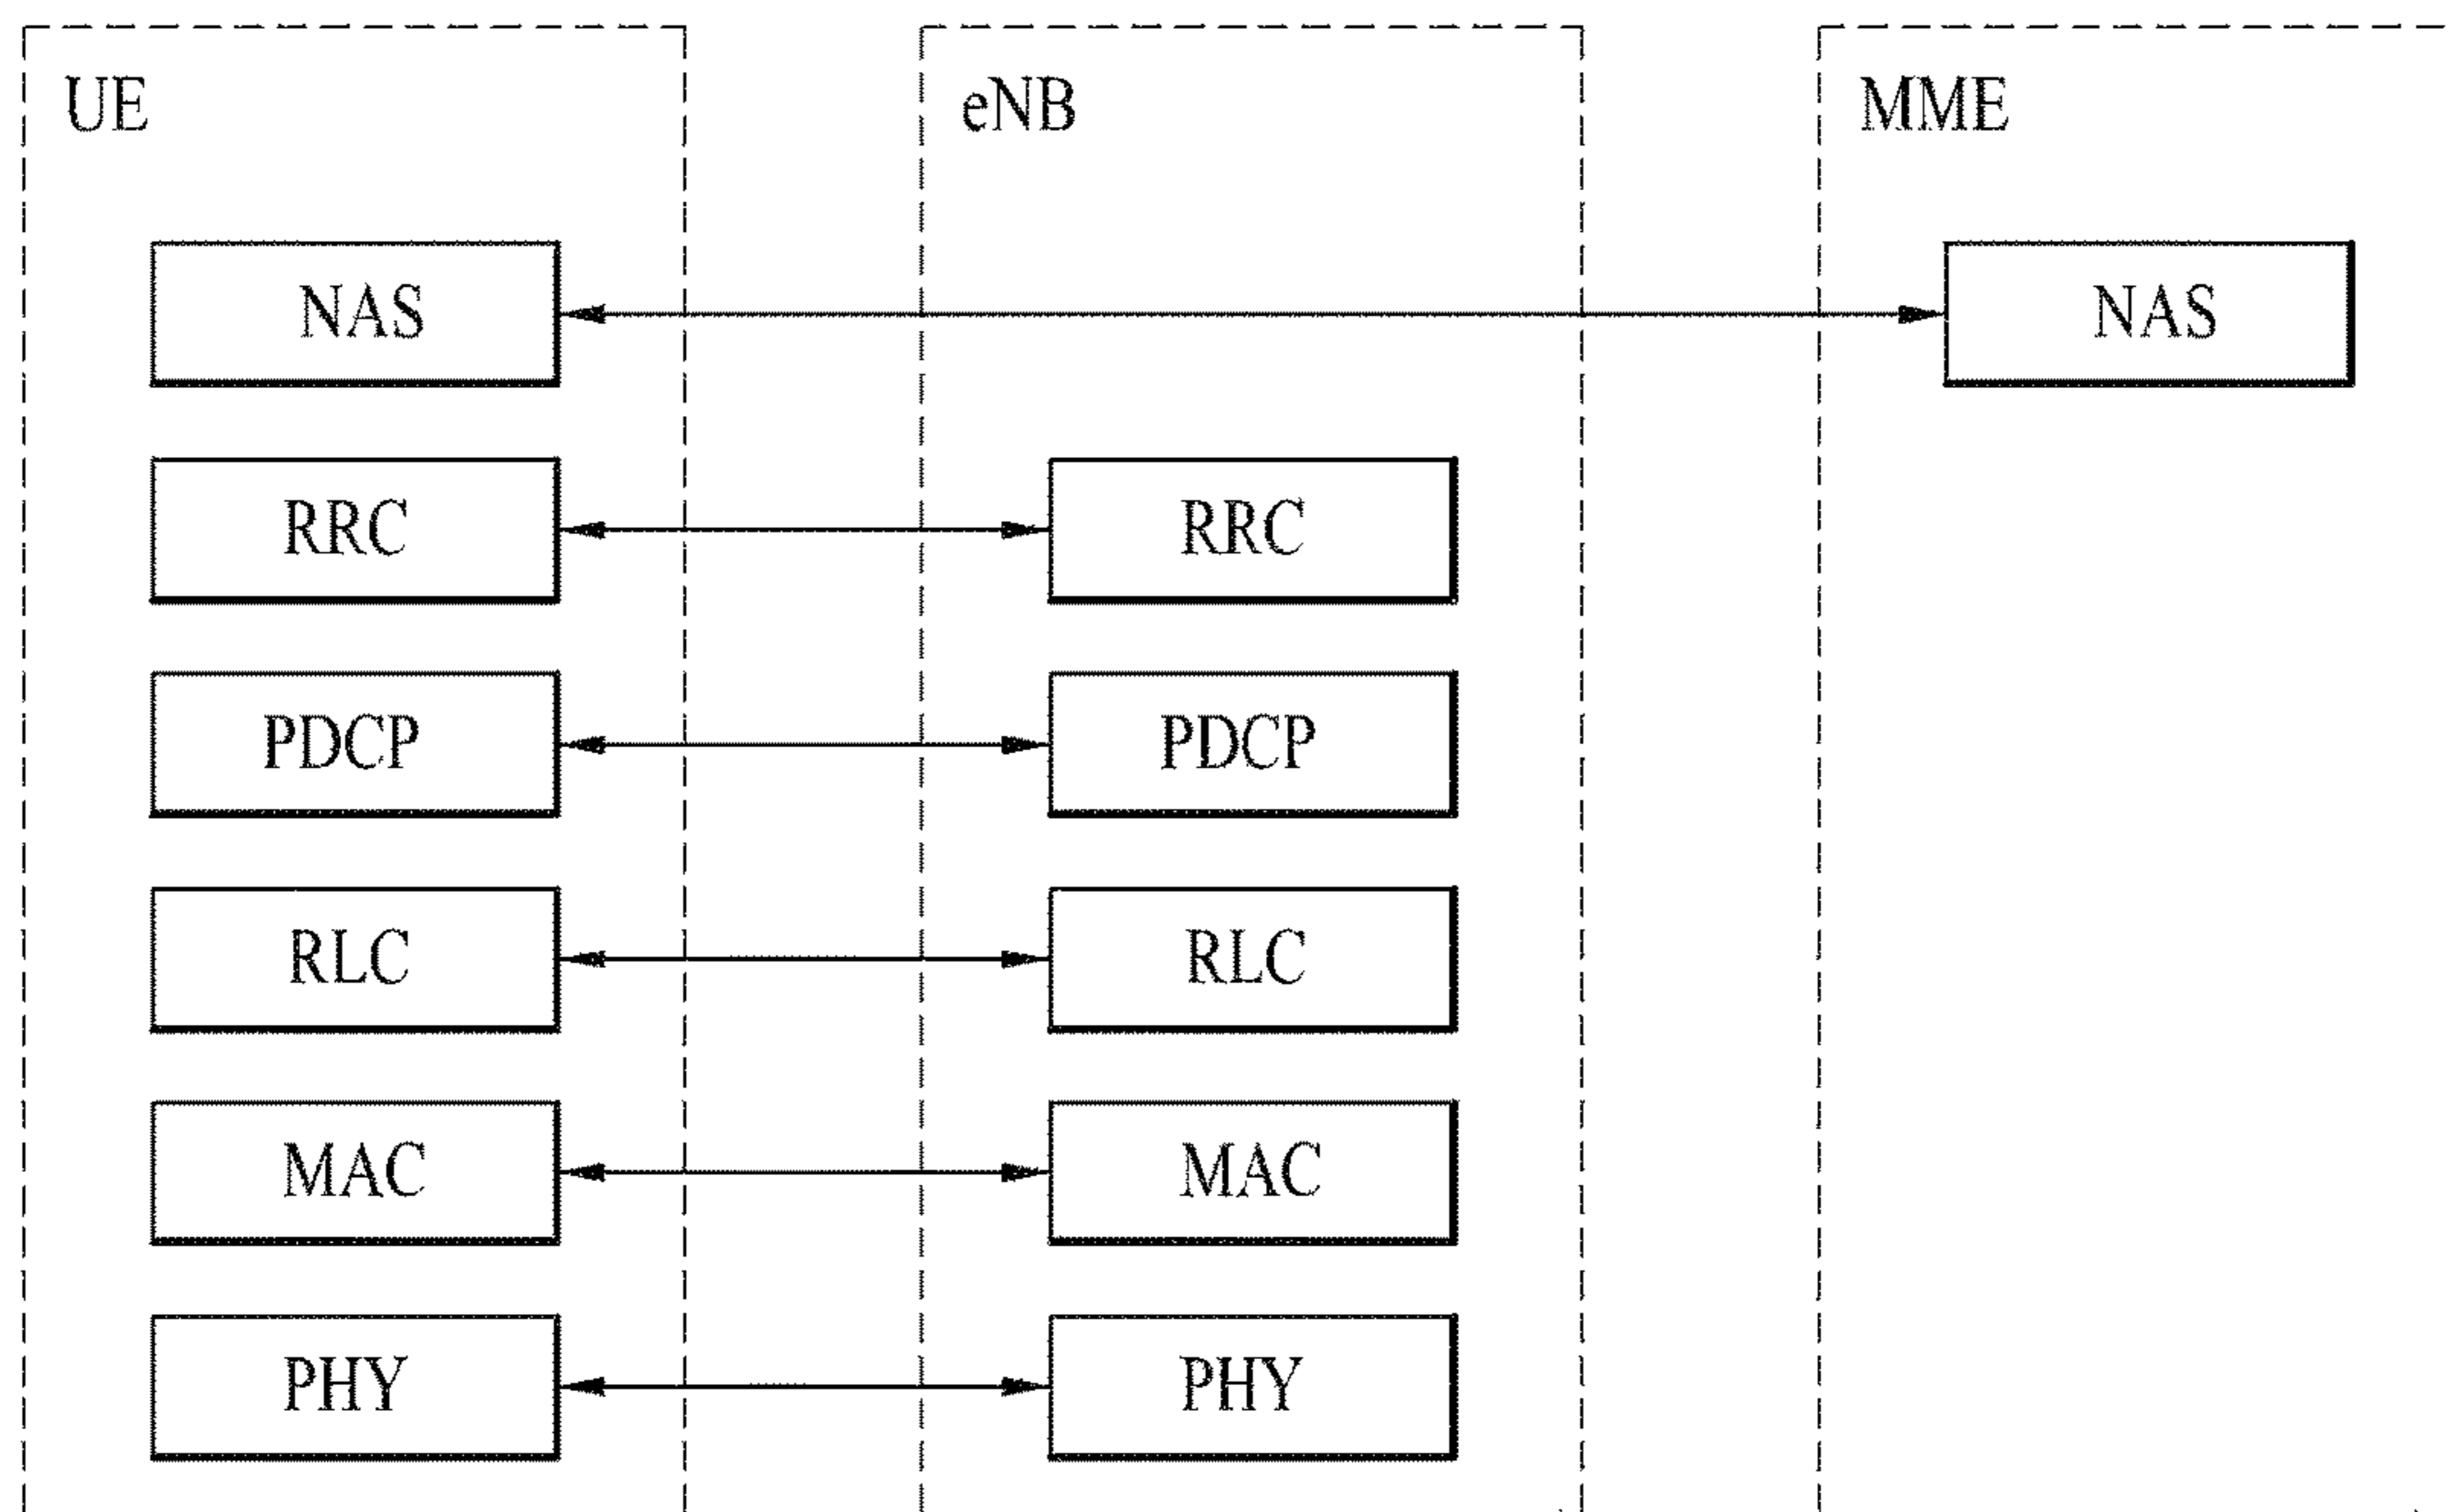 UE eNB MME
NAS NAS
RRC RRC
PDCP PDCP
RLC RLC
MAC MAC
PHY PHY